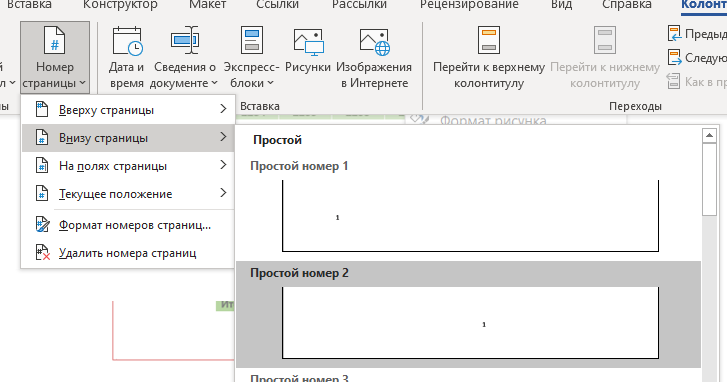 Вставка Конструктор Макет Ссылки Рассылки Рецензирование Вид Справка
Номер страницы
Дата и время
Сведения о документе
Экспресс-блоки
Рисунки
Изображения в Интернете
Перейти к верхнему колонтитулу
Перейти к нижнему колонтитулу
Вставка
Переходы
Вверху страницы
Внизу страницы
На полях страницы
Текущее положение
Формат номеров страниц...
Удалить номера страниц
Формат рисунка
Простой
Простой номер 1
1
Простой номер 2
1
Простой номер 3